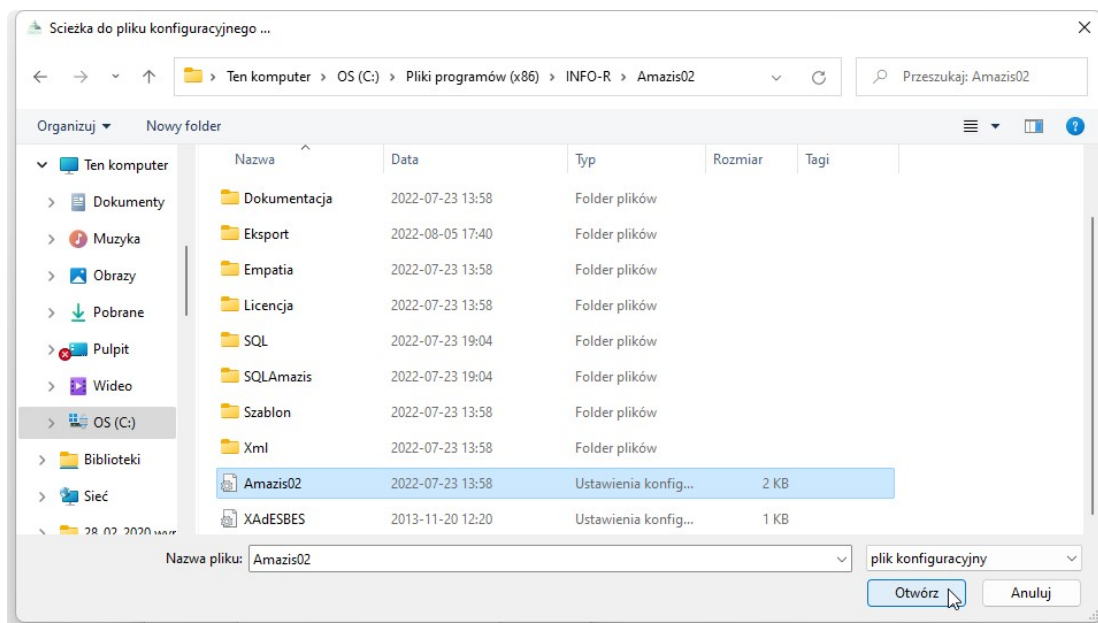 Scieżka do pliku konfiguracyjnego ...
Ten komputer > OS (C:) > Pliki programów (x86) > INFO-R > Amazis02
Przeszukaj: Amazis02
Organizuj Nowy folder
Nazwa Data Typ Rozmiar Tagi
Ten komputer
Dokumenty
Muzyka
Obrazy
Pobrane
Pulpit
Wideo
OS (C:)
Biblioteki
Sieć
28 02 2020
Dokumentacja 2022-07-23 13:58 Folder plików
Eksport 2022-08-05 17:40 Folder plików
Empatia 2022-07-23 13:58 Folder plików
Licencja 2022-07-23 13:58 Folder plików
SQL 2022-07-23 19:04 Folder plików
SQLAmazis 2022-07-23 19:04 Folder plików
Szablon 2022-07-23 13:58 Folder plików
Xml 2022-07-23 13:58 Folder plików
Amazis02 2022-07-23 13:58 Ustawienia konfig... 2 KB
XAdESBES 2013-11-20 12:20 Ustawienia konfig... 1 KB
Nazwa pliku: Amazis02
plik konfiguracyjny
Otwórz Anuluj